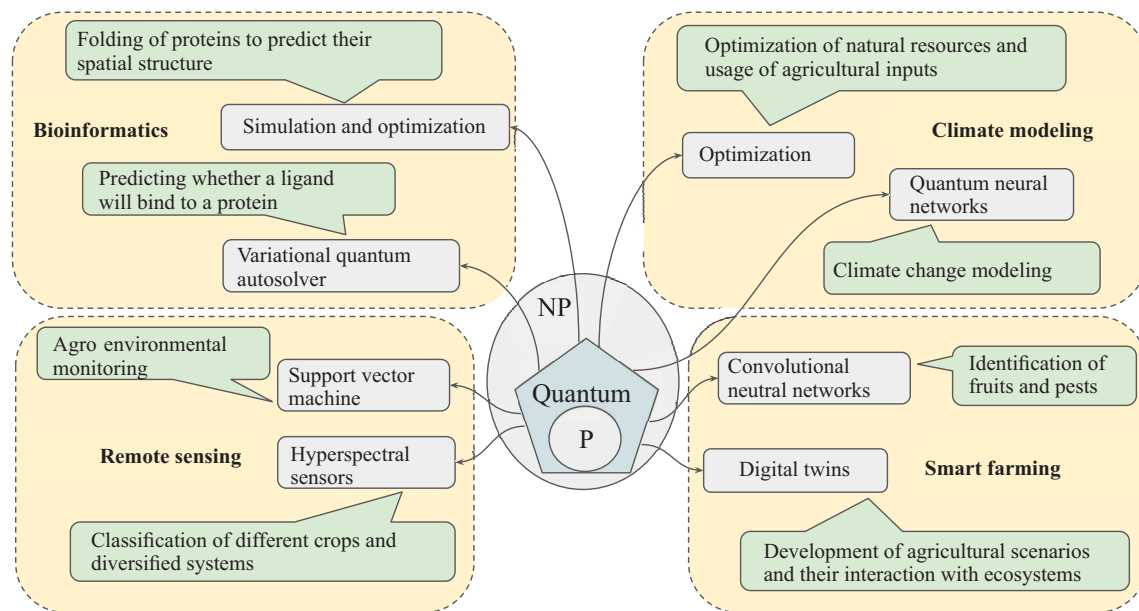 Folding of proteins to predict their
spatial structure
Bioinformatics
Simulation and optimization
Predicting whether a ligand
will bind to a protein
Variational quantum
autosolver
Optimization of natural resources and
usage of agricultural inputs
Climate modeling
Optimization
Quantum neural
networks
Climate change modeling
NP
Quantum
P
Agro environmental
monitoring
Support vector
machine
Remote sensing
Hyperspectral
sensors
Classification of different crops and
diversified systems
Convolutional
neutral networks
Identification of
fruits and pests
Digital twins
Smart farming
Development of agricultural scenarios
and their interaction with ecosystems